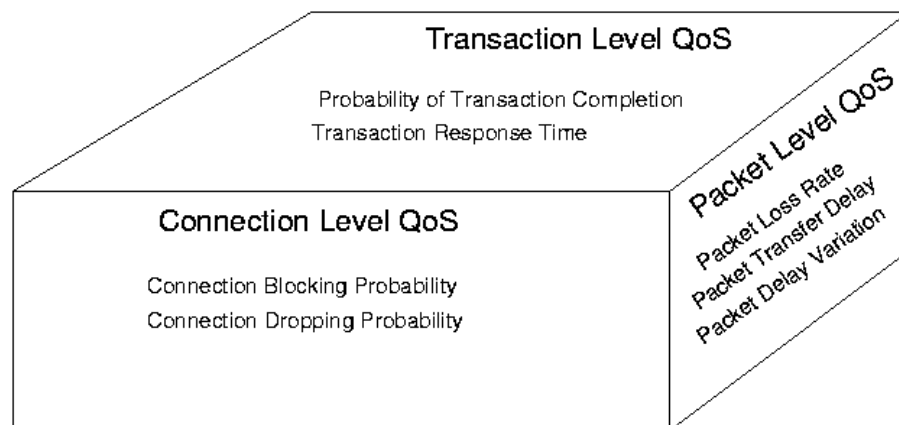 Transaction Level QoS
Probability of Transaction Completion
Transaction Response Time
Connection Level QoS
Connection Blocking Probability
Connection Dropping Probability
Packet Level QoS
Packet Loss Rate
Packet Transfer Delay
Packet Delay Variation